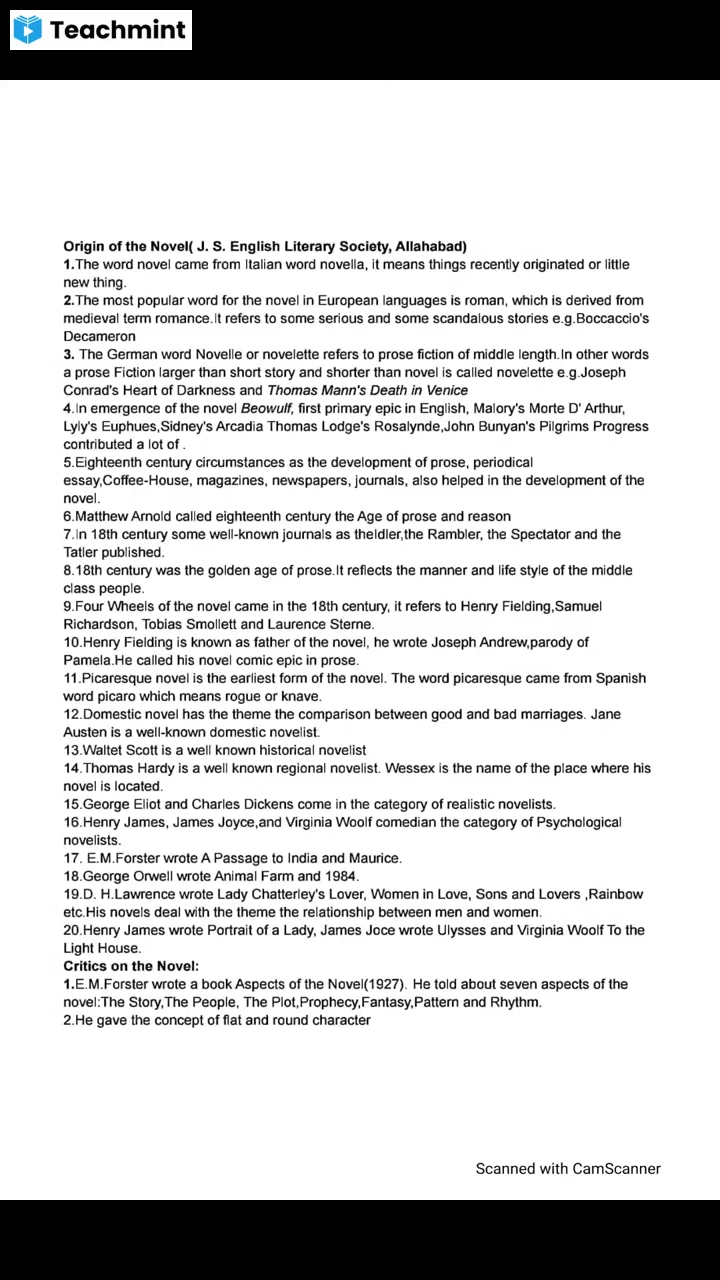 Teachmint
Origin of the Novel( J. S. English Literary Society, Allahabad)
1.The word novel came from Italian word novella, it means things recently originated or little
new thing.
2.The most popular word for the novel in European languages is roman, which is derived from
medieval term romance.It refers to some serious and some scandalous stories e.g.Boccaccio's
Decameron
3. The German word Novelle or novelette refers to prose fiction of middle length.In other words
a prose Fiction larger than short story and shorter than novel is called novelette e.g.Joseph
Conrad's Heart of Darkness and Thomas Mann's Death in Venice
4.In emergence of the novel Beowulf, first primary epic in English, Malory's Morte D' Arthur,
Lyly's Euphues,Sidney's Arcadia Thomas Lodge's Rosalynde,John Bunyan's Pilgrims Progress
contributed a lot of .
5.Eighteenth century circumstances as the development of prose, periodical
essay,Coffee-House, magazines, newspapers, journals, also helped in the development of the
novel.
6.Matthew Arnold called eighteenth century the Age of prose and reason
7.In 18th century some well-known journals as theIdler,the Rambler, the Spectator and the
Tatler published.
8.18th century was the golden age of prose.It reflects the manner and life style of the middle
class people.
9.Four Wheels of the novel came in the 18th century, it refers to Henry Fielding,Samuel
Richardson, Tobias Smollett and Laurence Sterne.
10.Henry Fielding is known as father of the novel, he wrote Joseph Andrew,parody of
Pamela.He called his novel comic epic in prose.
11.Picaresque novel is the earliest form of the novel. The word picaresque came from Spanish
word picaro which means rogue or knave.
12.Domestic novel has the theme the comparison between good and bad marriages. Jane
Austen is a well-known domestic novelist.
13.Waltet Scott is a well known historical novelist
14.Thomas Hardy is a well known regional novelist. Wessex is the name of the place where his
novel is located.
15.George Eliot and Charles Dickens come in the category of realistic novelists.
16.Henry James, James Joyce,and Virginia Woolf comedian the category of Psychological
novelists.
17. E.M.Forster wrote A Passage to India and Maurice.
18.George Orwell wrote Animal Farm and 1984.
19.D. H.Lawrence wrote Lady Chatterley's Lover, Women in Love, Sons and Lovers ,Rainbow
etc.His novels deal with the theme the relationship between men and women.
20.Henry James wrote Portrait of a Lady, James Joce wrote Ulysses and Virginia Woolf To the
Light House.
Critics on the Novel:
1.E.M.Forster wrote a book Aspects of the Novel(1927). He told about seven aspects of the
novel:The Story,The People, The Plot,Prophecy,Fantasy,Pattern and Rhythm.
2.He gave the concept of flat and round character
Scanned with CamScanner